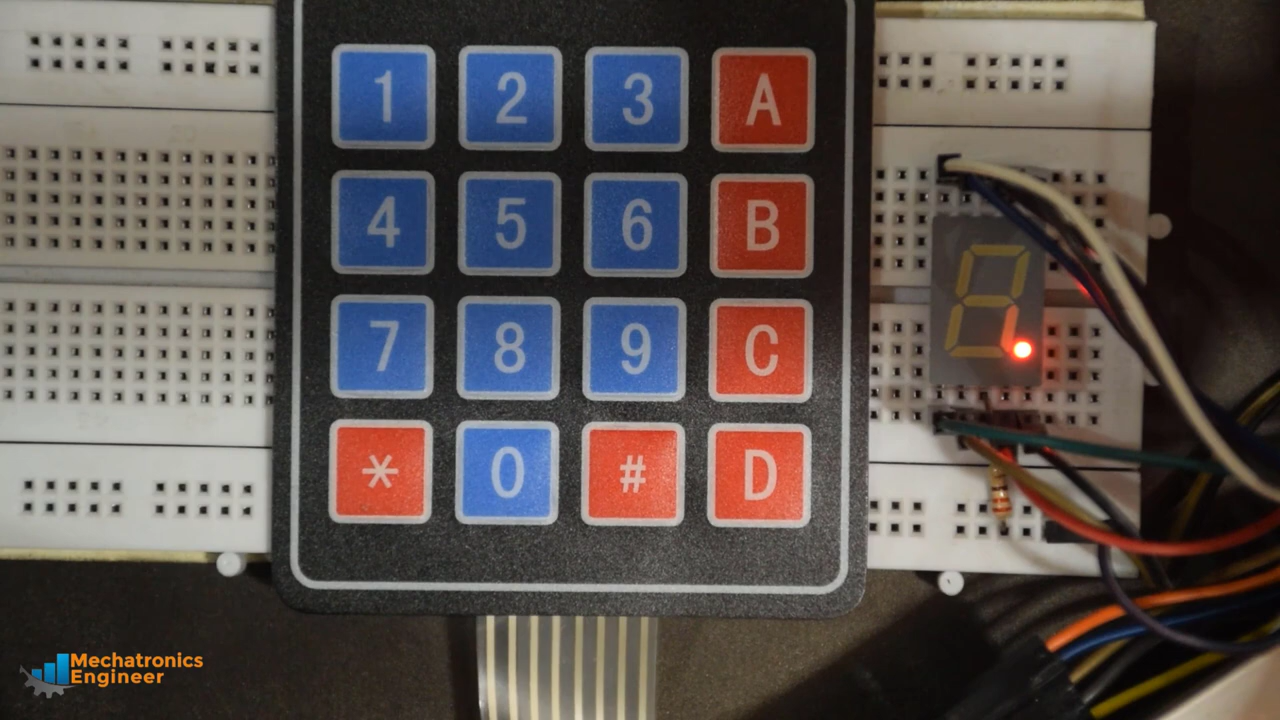 1 2 3 A
4 5 6 B
7 8 9 C
* 0 # D
Mechatronics
Engineer